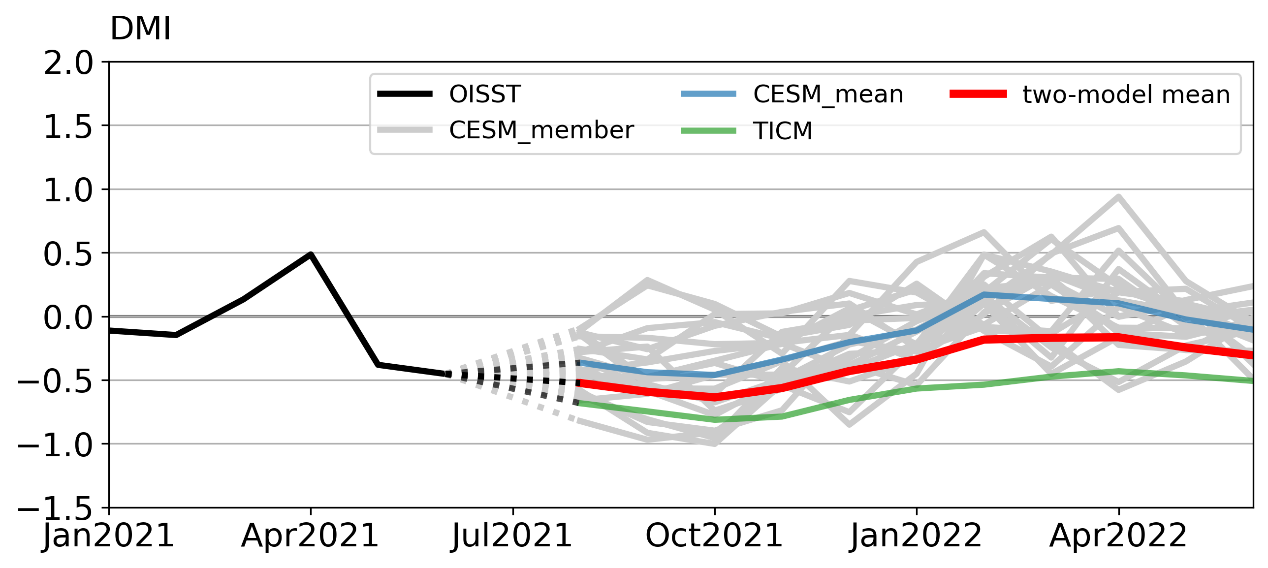 DMI
2.0
OISST CESM_mean two-model mean
1.5
CESM_member TICM
1.0
0.5
0.0
−0.5
−1.0
−1.5
Jan2021 Apr2021 Jul2021 Oct2021 Jan2022 Apr2022